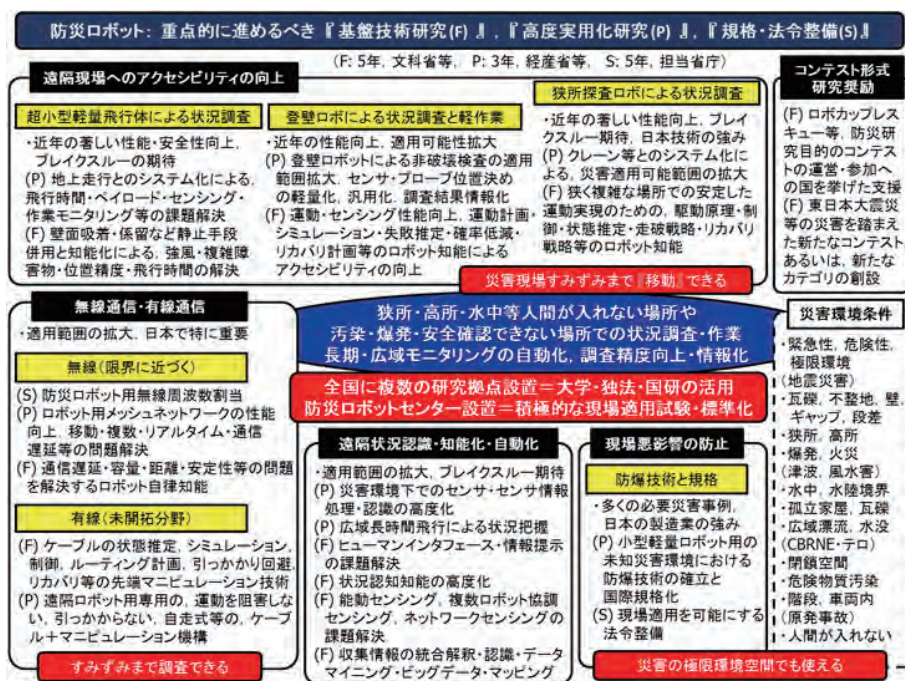 防災ロボット: 重点的に進めるべき『基盤技術研究(F)』,『高度実用化研究(P)』,『規格・法令整備(S)』
(F: 5年, 文科省等, P: 3年, 経産省等, S: 5年, 担当省庁)
遠隔現場へのアクセシビリティの向上
超小型軽量飛行体による状況調査
・近年の著しい性能・安全性向上,
ブレイクスルーの期待
(P) 地上走行とのシステム化による,
飛行時間・ペイロード・センシング・
作業モニタリング等の課題解決
(F) 壁面吸着・係留など静止手段
併用と知能化による, 強風・複雑障
害物・位置精度・飛行時間の解決
登壁ロボによる状況調査と軽作業
・近年の性能向上, 適用可能性拡大
(P) 登壁ロボットによる非破壊検査の適用
範囲拡大, センサ・プローブ位置決め
の軽量化, 汎用化, 調査結果情報化
(F) 運動・センシング性能向上, 運動計画・
シミュレーション・失敗推定・確率低減・
リカバリ計画等のロボット知能による
アクセシビリティの向上
狭所探査ロボによる状況調査
・近年の著しい性能向上, ブレイ
クスルー期待, 日本技術の強み
(P) クレーン等とのシステム化に
よる, 災害適用可能範囲の拡大
(F) 狭く複雑な場所での安定した
運動実現のための, 駆動原理・制
御・状態推定・走破戦略・リカバリ
戦略等のロボット知能
災害現場すみずみまで『移動』できる
コンテスト形式
研究奨励
(F) ロボカップレス
キュー等, 防災研
究目的のコンテス
トの運営・参加へ
の国を挙げた支援
(F) 東日本大震災
等の災害を踏まえ
た新たなコンテスト
あるいは, 新たな
カテゴリの創設
無線通信・有線通信
・適用範囲の拡大, 日本で特に重要
無線(限界に近づく)
(S) 防災ロボット用無線周波数割当
(P) ロボット用メッシュネットワークの性能
向上, 移動・複数・リアルタイム・通信
遅延等の問題解決
(F) 通信遅延・容量・距離・安定性等の問題
を解決するロボット自律知能
有線(未開拓分野)
(F) ケーブルの状態推定, シミュレーション,
制御, ルーティング計画, 引っかかり回避,
リカバリ等の先端マニピュレーション技術
(P) 遠隔ロボット用専用の, 運動を阻害しな
い, 引っかからない, 自走式等の, ケーブ
ル+マニピュレーション機構
すみずみまで調査できる
狭所・高所・水中等人間が入れない場所や
汚染・爆発・安全確認できない場所での状況調査・作業
長期・広域モニタリングの自動化, 調査精度向上・情報化
全国に複数の研究拠点設置=大学・独法・国研の活用
防災ロボットセンター設置=積極的な現場適用試験・標準化
遠隔状況認識・知能化・自動化
・適用範囲の拡大, ブレイクスルー期待
(P) 災害環境下でのセンサ・センサ情報
処理・認識の高度化
(P) 広域長時間飛行による状況把握
(F) ヒューマンインタフェース・情報提示
の課題解決
(F) 状況認知知能の高度化
(F) 能動センシング, 複数ロボット協調
センシング, ネットワークセンシングの
課題解決
(F) 収集情報の統合解釈・認識・データ
マイニング・ビッグデータ・マッピング
現場悪影響の防止
防爆技術と規格
・多くの必要災害事例,
日本の製造業の強み
(P) 小型軽量ロボット用の
未知災害環境における
防爆技術の確立と
国際規格化
(S) 現場適用を可能にする
法令整備
災害の極限環境空間でも使える
災害環境条件
・緊急性, 危険性,
極限環境
(地震災害)
・瓦礫, 不整地, 壁,
ギャップ, 段差
・狭所, 高所
・爆発, 火災
(津波, 風水害)
・水中, 水陸境界
・孤立家屋, 瓦礫
・広域漂流, 水没
(CBRNE・テロ)
・閉鎖空間
・危険物質汚染
・階段, 車両内
(原発事故)
・人間が入れない